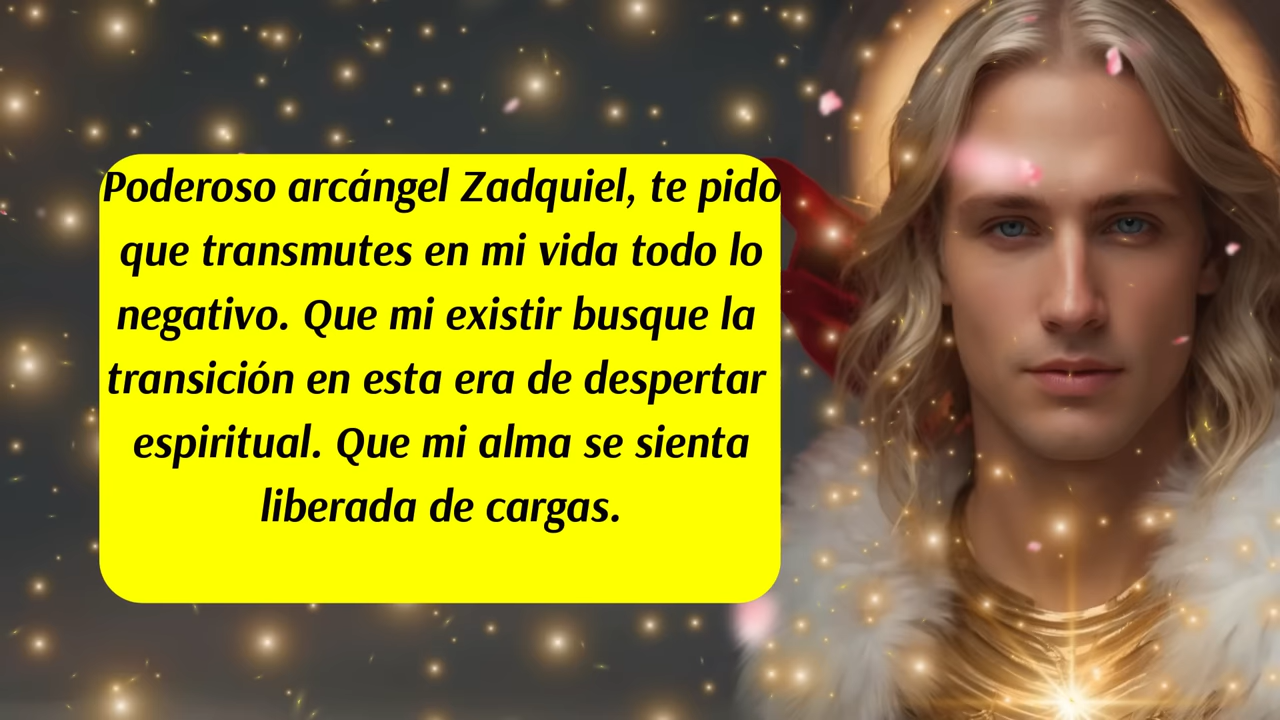 Poderoso arcángel Zadquiel, te pido
que transmutes en mi vida todo lo
negativo. Que mi existir busque la
transición en esta era de despertar
espiritual. Que mi alma se sienta
liberada de cargas.